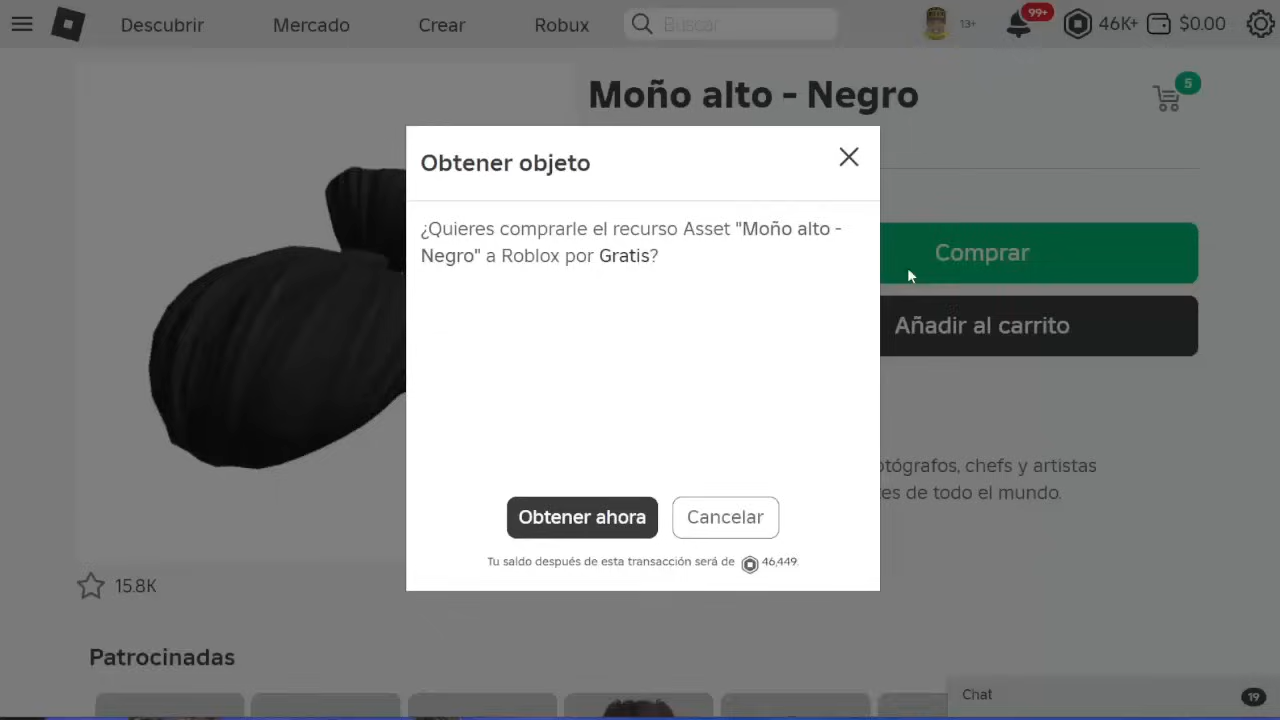 Descubrir Mercado Crear Robux Buscar 13+ 99+ 46K+ $0.00
Moño alto - Negro
5
Obtener objeto
¿Quieres comprarle el recurso Asset "Moño alto -
Negro" a Roblox por Gratis?
Comprar
Añadir al carrito
otógrafos, chefs y artistas
es de todo el mundo.
Obtener ahora Cancelar
Tu saldo después de esta transacción será de 46,449.
15.8K
Patrocinadas
Chat 19